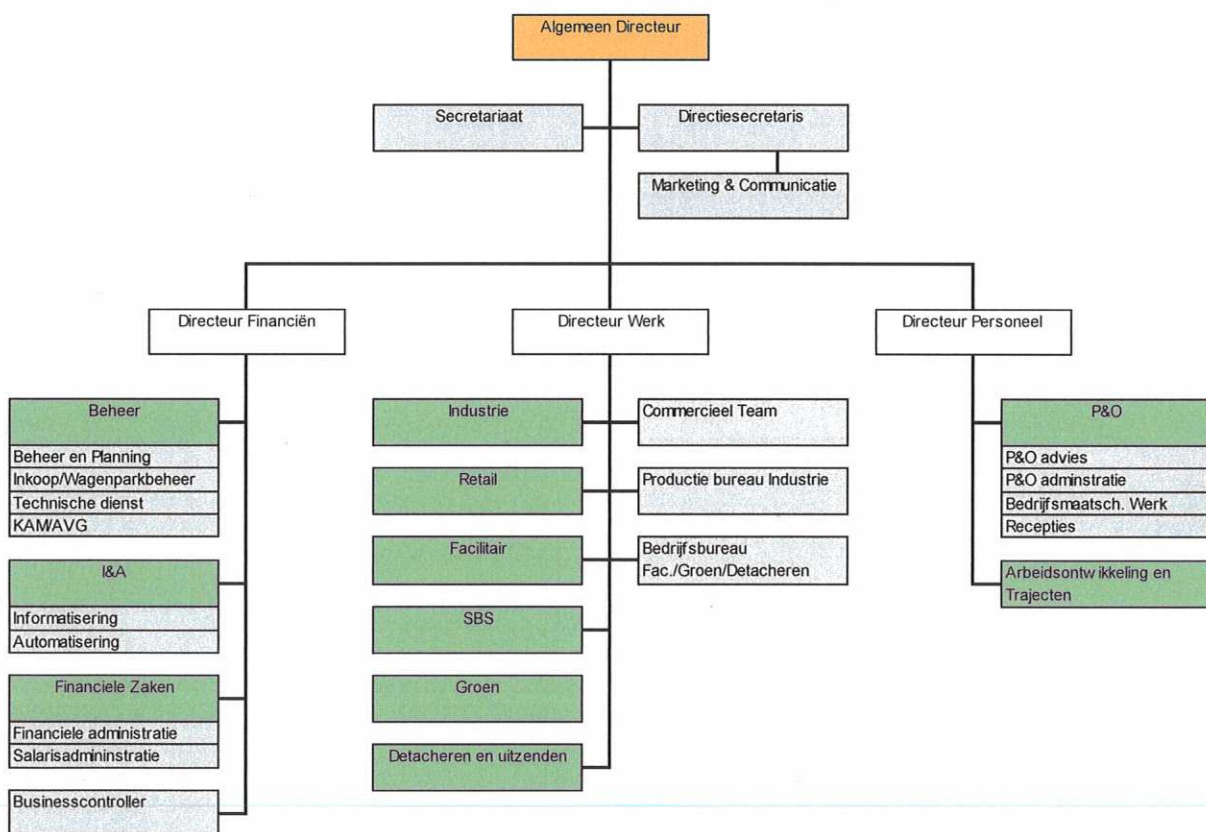 Algemeen Directeur
Secretariaat
Directiesecretaris
Marketing & Communicatie
Directeur Financiën
Directeur Werk
Directeur Personeel
Beheer
Beheer en Planning
Inkoop/Wagenparkbeheer
Technische dienst
KAM/AVG
I&A
Informatisering
Automatisering
Financiele Zaken
Financiele administratie
Salarisadmininstratie
Businesscontroller
Industrie
Retail
Facilitair
SBS
Groen
Detacheren en uitzenden
Commercieel Team
Productie bureau Industrie
Bedrijfsbureau
Fac./Groen/Detacheren
P&O
P&O advies
P&O adminstratie
Bedrijfsmaatsch. Werk
Recepties
Arbeidsontwikkeling en
Trajecten